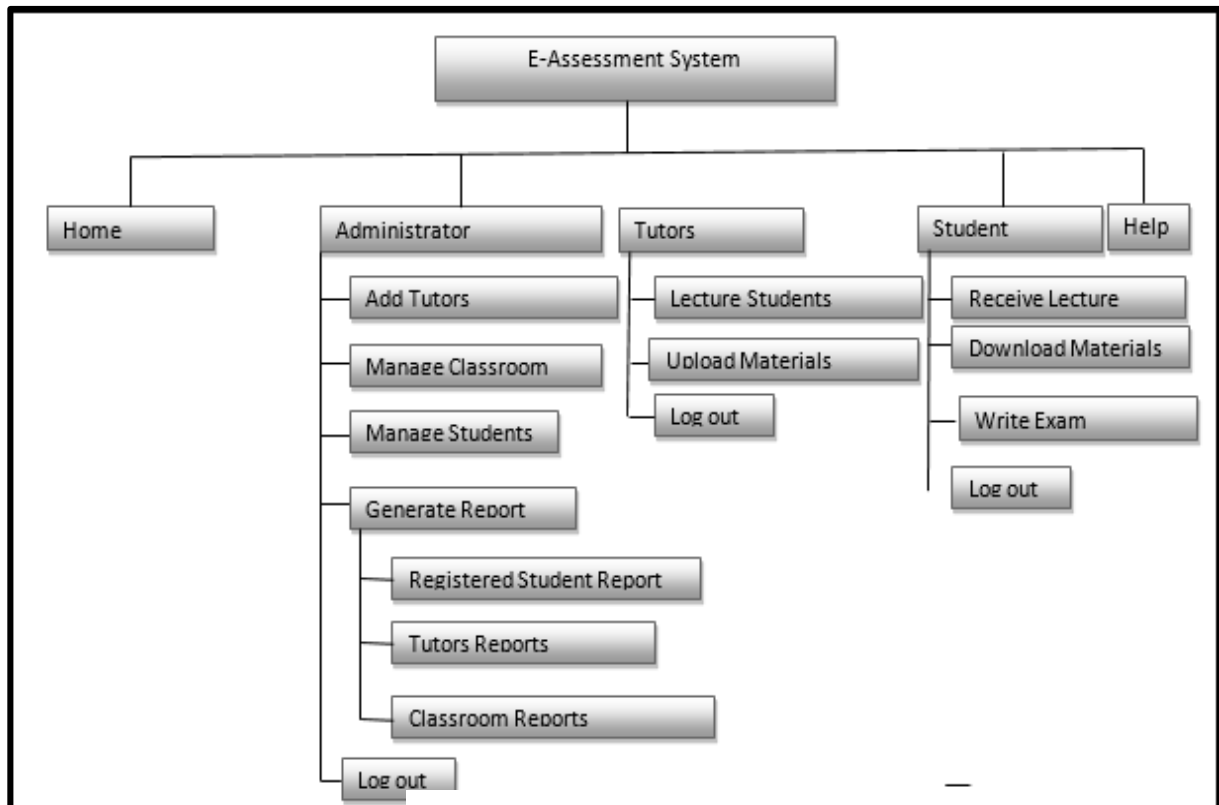 E-Assessment System
Home
Administrator
Tutors
Student
Help
Add Tutors
Manage Classroom
Manage Students
Generate Report
Registered Student Report
Tutors Reports
Classroom Reports
Log out
Lecture Students
Upload Materials
Log out
Receive Lecture
Download Materials
Write Exam
Log out